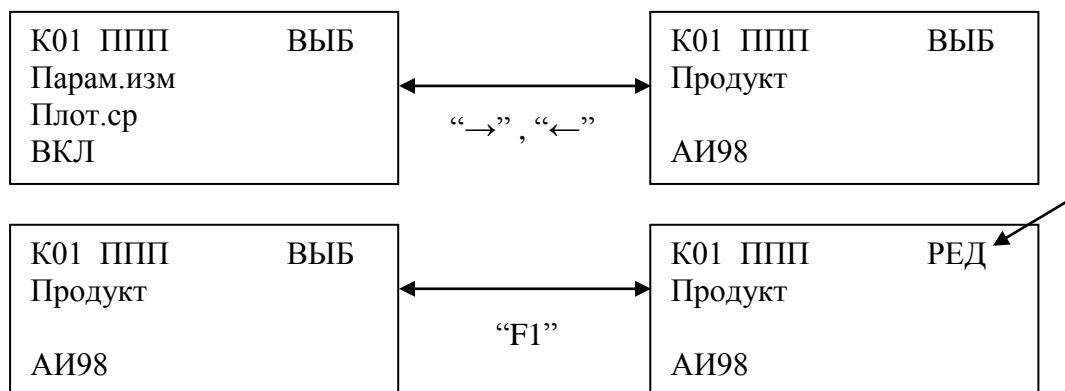 К01 ППП ВЫБ
Парам.изм
Плот.ср
ВКЛ
“→” , “←”
К01 ППП ВЫБ
Продукт
АИ98
К01 ППП ВЫБ
Продукт
АИ98
“F1”
К01 ППП РЕД
Продукт
АИ98